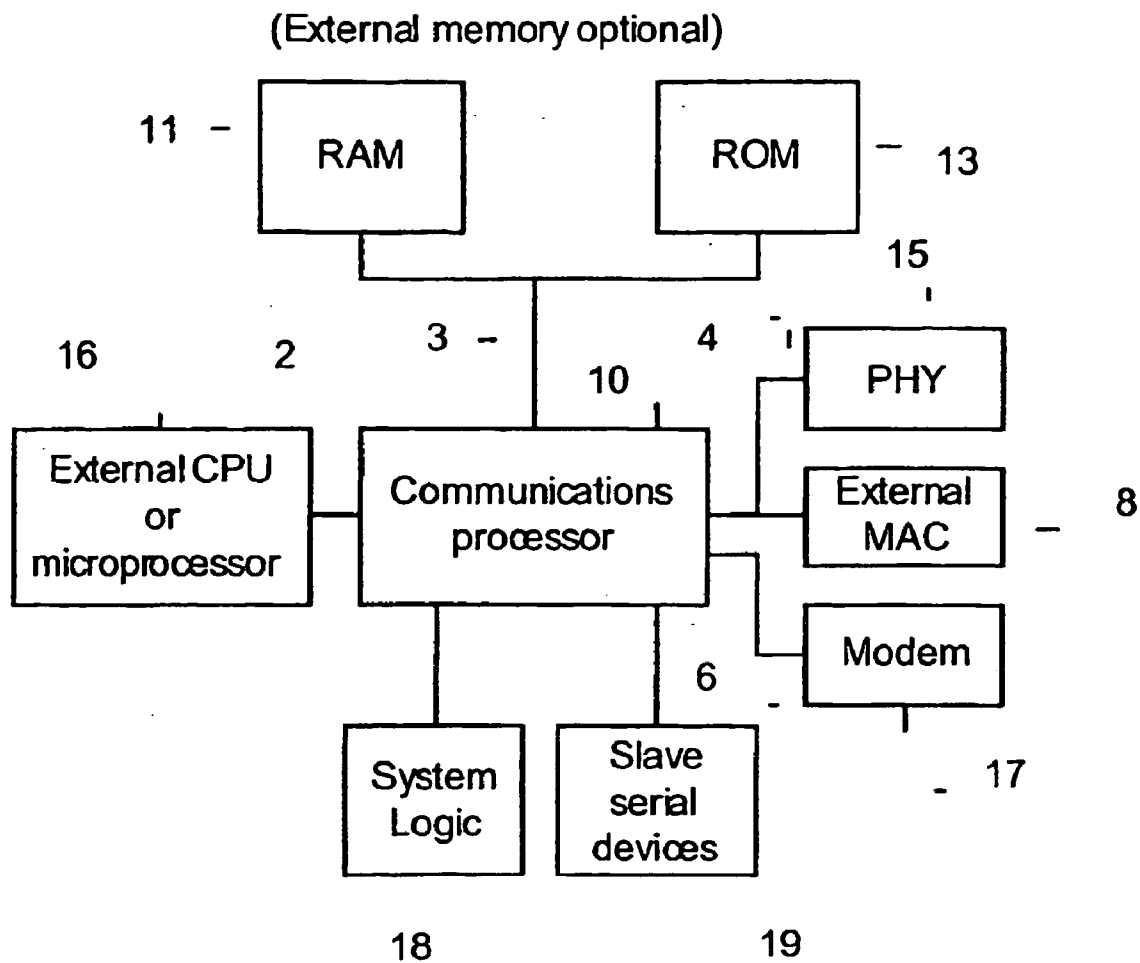 (External memory optional)
11
RAM
ROM
13
15
16
2
3
4
10
PHY
External CPU
or
microprocessor
Communications
processor
External
MAC
8
Modem
6
System
Logic
Slave
serial
devices
17
18
19